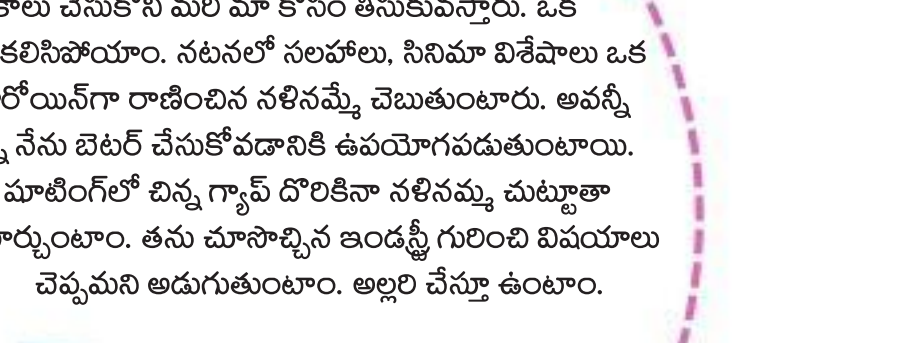 చేసుకొని మరీ మా కోసం తీసుకువస్తారు. ఒక
కలిసిపోయాం. నటనలో సలహాలు, సినిమా విశేషాలు ఒక
రోయిన్‌గా రాణించిన నళినమ్మే చెబుతుంటారు. అవన్నీ
నేను బెటర్ చేసుకోవడానికి ఉపయోగపడుతుంటాయి.
షూటింగ్‌లో చిన్న గ్యాప్ దొరికినా నళినమ్మ చుట్టూతా
ర్చుంటాం. తను చూసొచ్చిన ఇండస్ట్రీ గురించి విషయాలు
చెప్పమని అడుగుతుంటాం. అల్లరి చేస్తూ ఉంటాం.